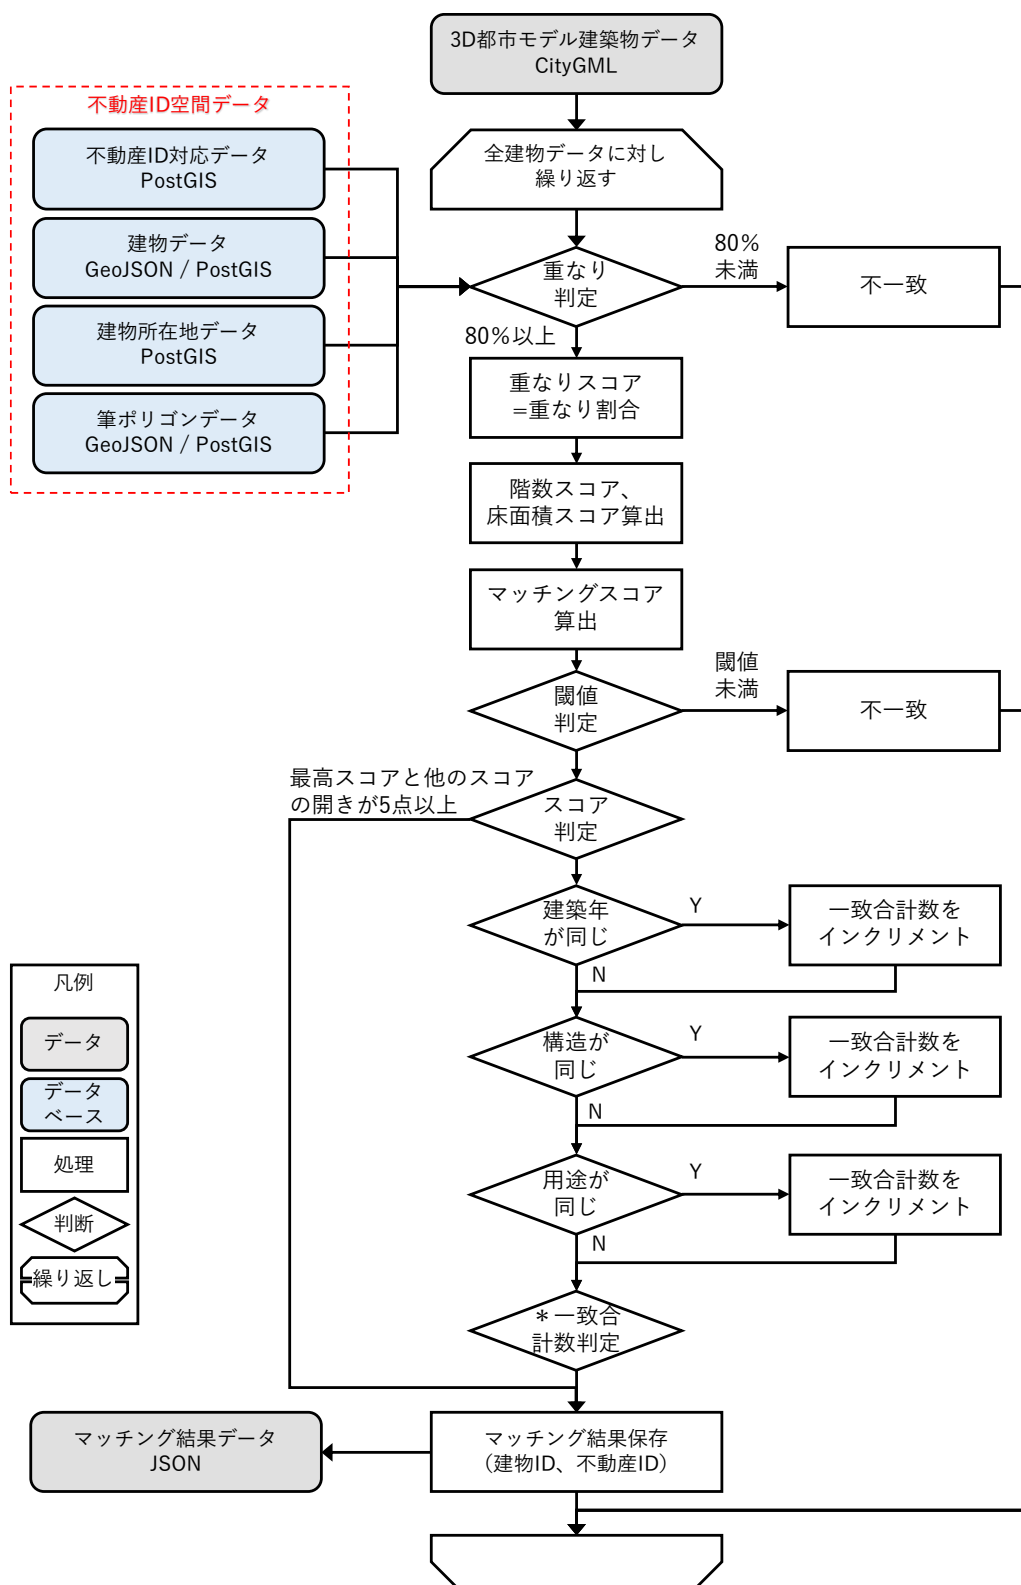 3D都市モデル建築物データ
CityGML
不動産ID空間データ
不動産ID対応データ
PostGIS
建物データ
GeoJSON / PostGIS
建物所在地データ
PostGIS
筆ポリゴンデータ
GeoJSON / PostGIS
全建物データに対し
繰り返す
重なり
判定
80%
未満
不一致
80%以上
重なりスコア
=重なり割合
階数スコア、
床面積スコア算出
マッチングスコア
算出
閾値
判定
閾値
未満
不一致
最高スコアと他のスコア
の開きが5点以上
スコア
判定
建築年
が同じ
Y
一致合計数を
インクリメント
N
構造が
同じ
Y
一致合計数を
インクリメント
N
用途が
同じ
Y
一致合計数を
インクリメント
N
＊一致合
計数判定
マッチング結果保存
（建物ID、不動産ID）
マッチング結果データ
JSON
凡例
データ
データ
ベース
処理
判断
繰り返し